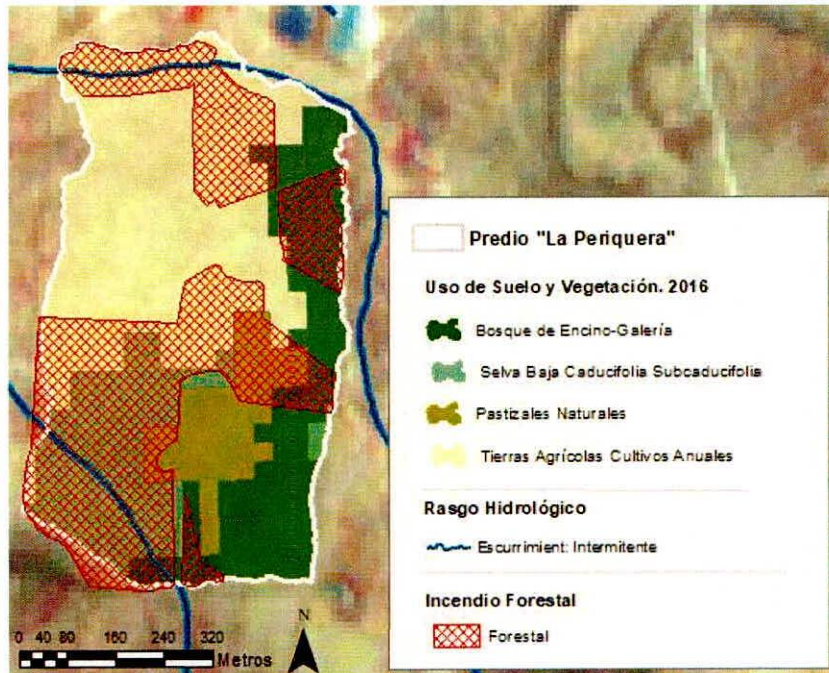 Predio "La Periquera"
Uso de Suelo y Vegetación. 2016
Bosque de Encino-Galería
Selva Baja Caducifolia Subcaducifolia
Pastizales Naturales
Tierras Agrícolas Cultivos Anuales
Rasgo Hidrológico
Escurrimient: Intermitente
Incendio Forestal
Forestal
N
0 40 80 160 240 320
Metros